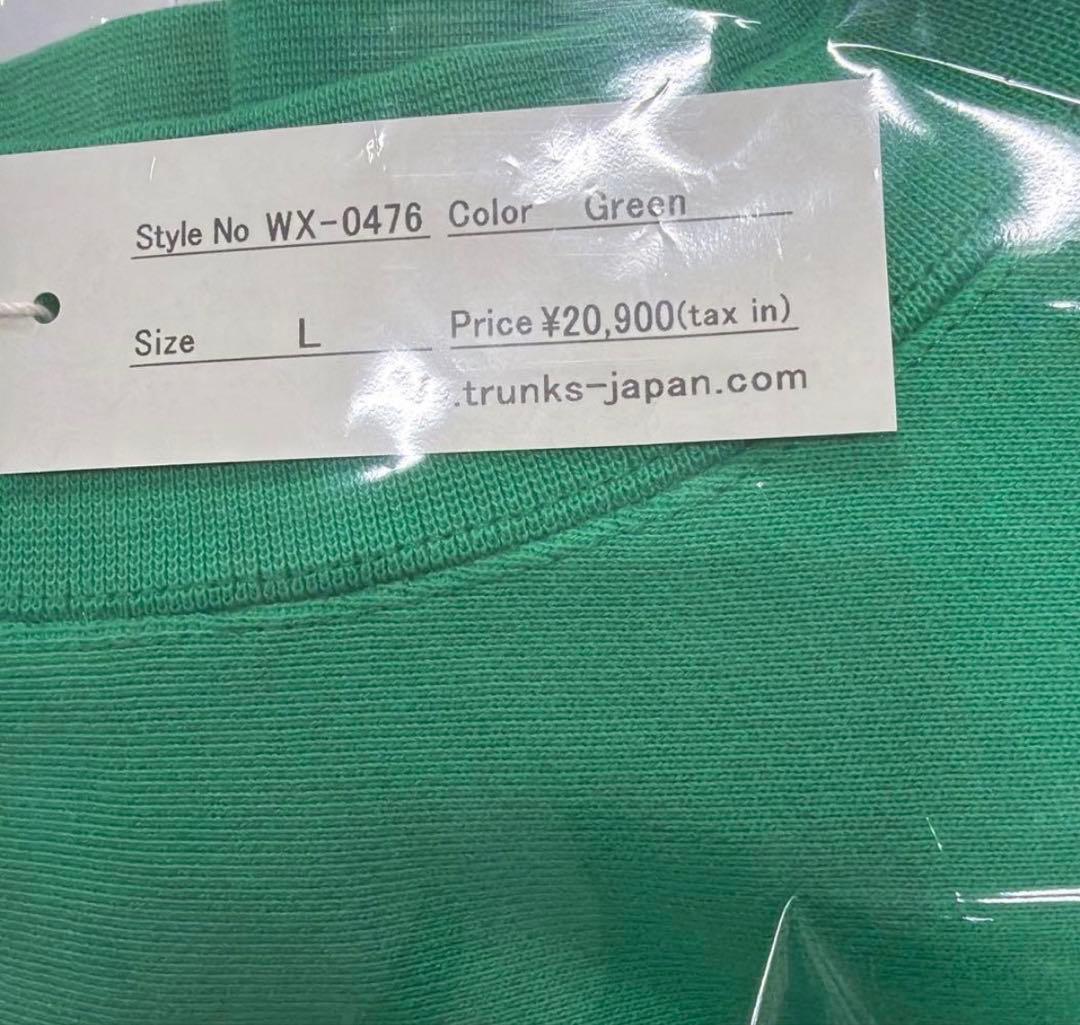 Style No WX-0476 Color Green
Size L Price ¥20,900(tax in)
.trunks-japan.com